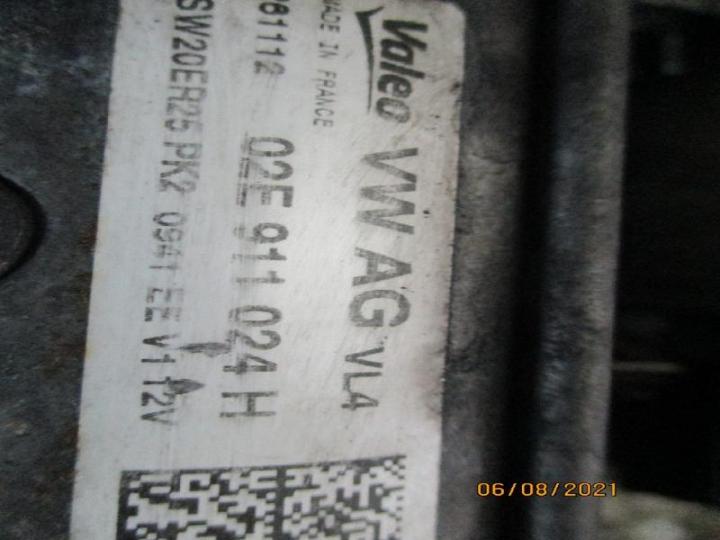 Valeo
MADE IN FRANCE
VW AG VL4
02E 911 024 H
SW20ER25 PK2 0941 EE V1 12V
06/08/2021